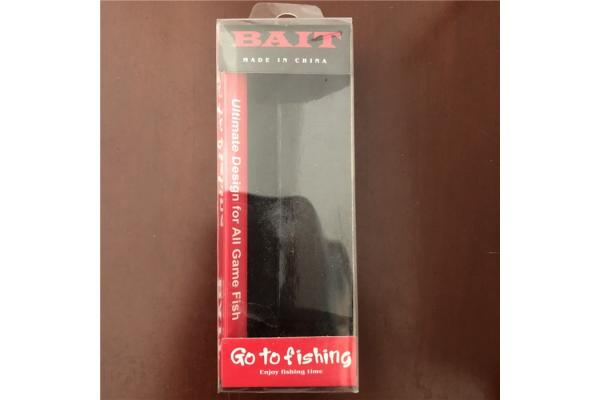 BAIT
MADE IN CHINA
Ultimate Design for All Game Fish
Go to fishing
Enjoy fishing time